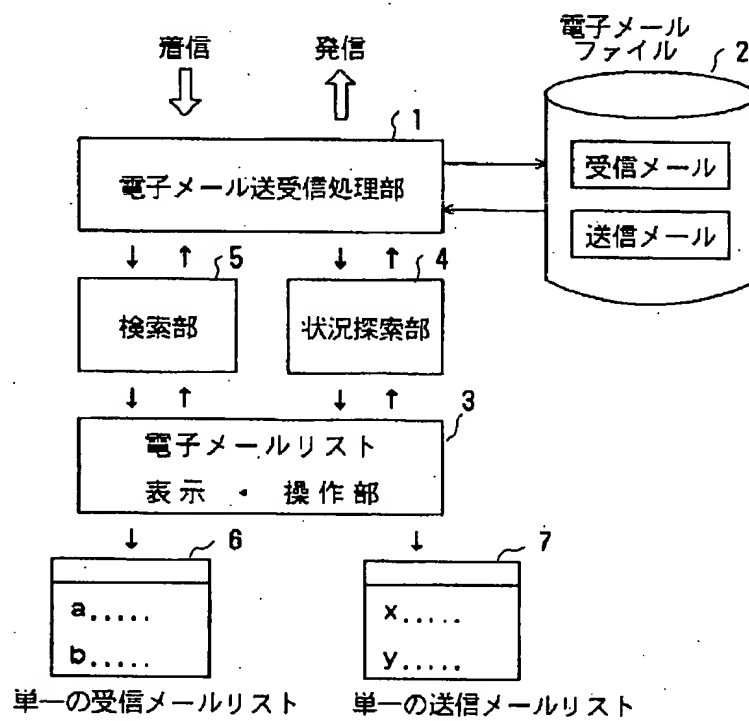 着信
発信
電子メール
ファイル
2
1
電子メール送受信処理部
受信メール
送信メール
↓ ↑
↓ ↑
5
4
検索部
状況探索部
↓ ↑
↓ ↑
3
電子メールリスト
表示・操作部
↓
↓
6
7
a.....
b.....
x.....
y.....
単一の受信メールリスト
単一の送信メールリスト